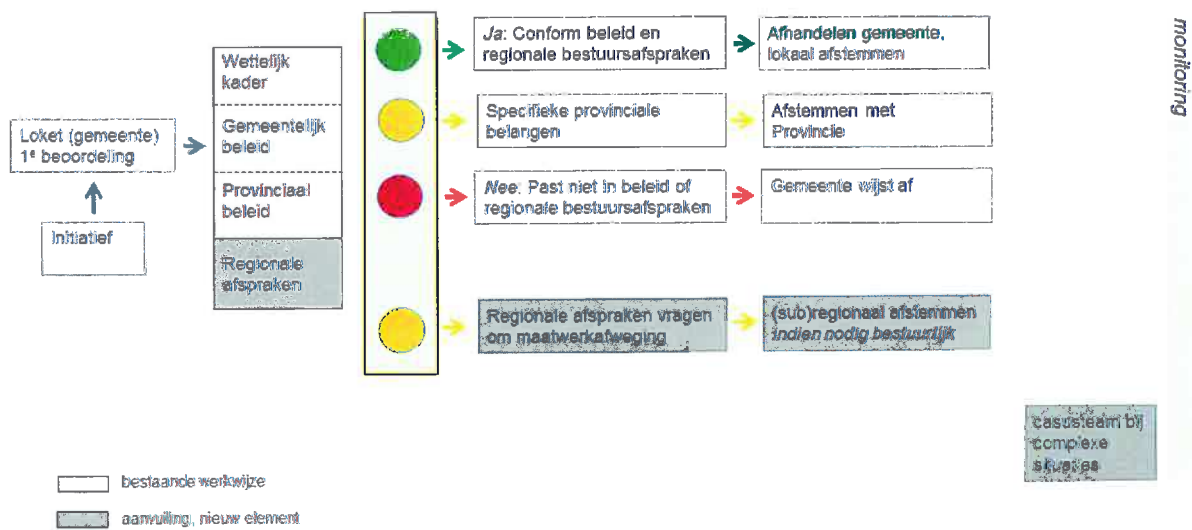 Initiatief
Loket (gemeente)
1e beoordeling
Wettelijk
kader
Gemeentelijk
beleid
Provinciaal
beleid
Regionale
afspraken
Ja: Conform beleid en
regionale bestuursafspraken
Afhandelen gemeente,
lokaal afstemmen
Specifieke provinciale
belangen
Afstemmen met
Provincie
Nee: Past niet in beleid of
regionale bestuursafspraken
Gemeente wijst af
Regionale afspraken vragen
om maatwerkafweging
(sub)regionaal afstemmen
indien nodig bestuurlijk
monitoring
casusteam bij
complexe
situaties
bestaande werkwijze
aanvulling, nieuw element